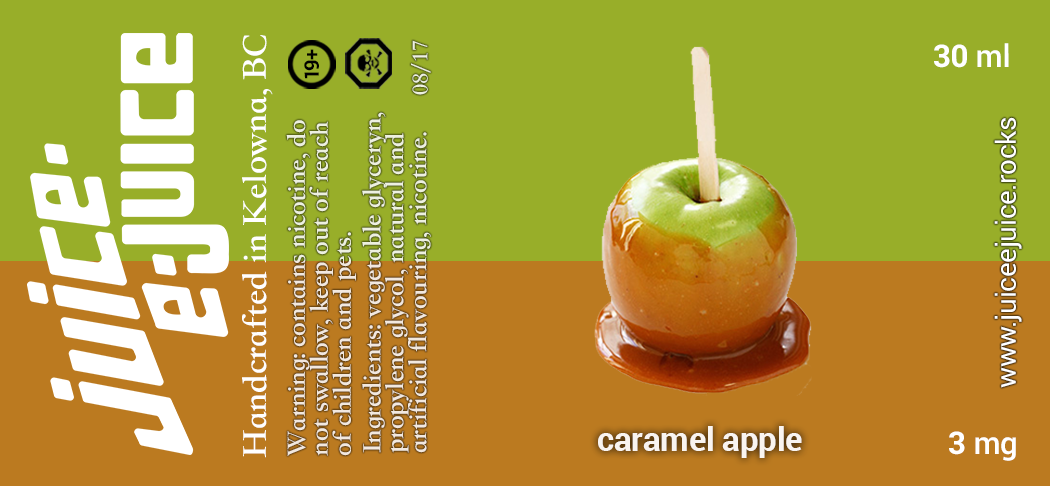 juice·
e·juice
Handcrafted in Kelowna, BC
19+
Warning: contains nicotine, do
not swallow, keep out of reach
of children and pets.
Ingredients: vegetable glyceryn,
propylene glycol, natural and
artificial flavouring, nicotine.
08/17
caramel apple
30 ml
www.juiceejuice.rocks
3 mg